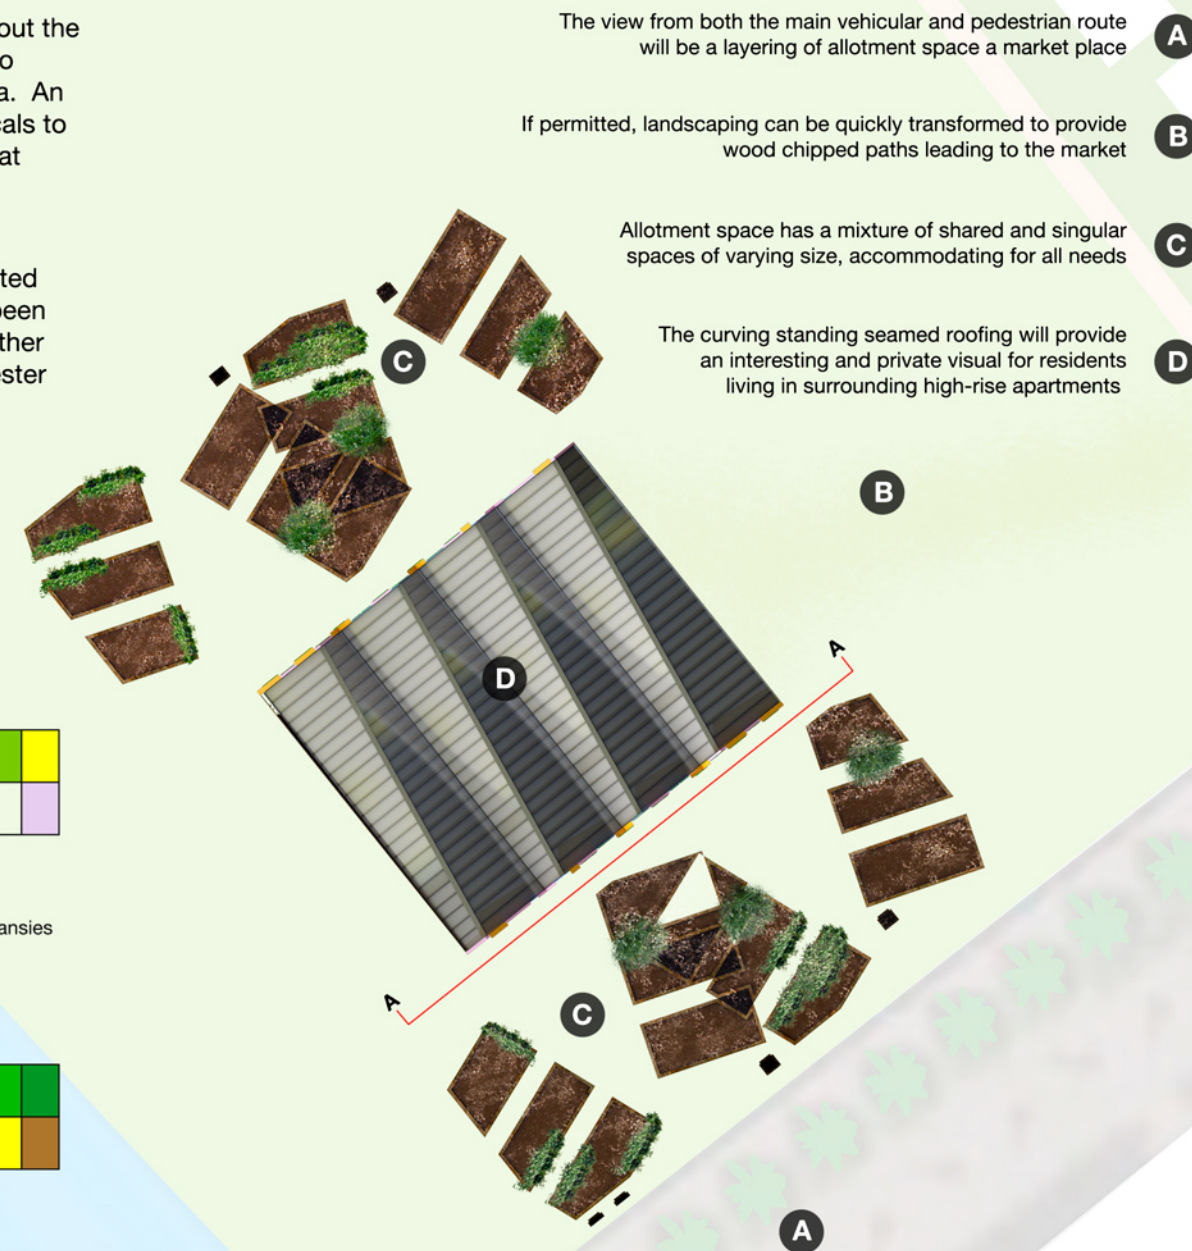 out the
o
a. An
cals to
at
ted
been
ther
ester
ansies
The view from both the main vehicular and pedestrian route
will be a layering of allotment space a market place
A
If permitted, landscaping can be quickly transformed to provide
wood chipped paths leading to the market
B
Allotment space has a mixture of shared and singular
spaces of varying size, accommodating for all needs
C
The curving standing seamed roofing will provide
an interesting and private visual for residents
living in surrounding high-rise apartments
D
C
B
D
A
A
C
A